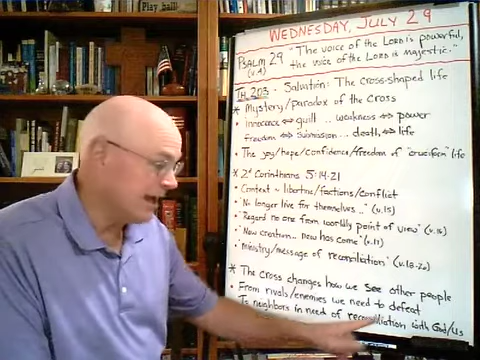 Play ball!
WEDNESDAY, JULY 29
PSALM 29 "The voice of the LORD is powerful,
(v.4) the voice of the LORD is majestic."
TH 203 - Salvation: The cross-shaped life
* Mystery/paradox of the cross
• innocence ⇔ guilt .. weakness ⇔ power
Freedom ⇔ submission... death ⇔ life
• The joy/hope/confidence/freedom of "cruciform" life
* 2nd Corinthians 5:14-21
• Context ~ libertine/factions/conflict
• "No longer live for themselves.." (v.15)
• "Regard no one from worldly point of view" (v.16)
• "New creation... new has come" (v.17)
• "ministry/message of reconciliation" (v.18-20)
* The cross changes how we see other people
• From rivals/enemies we need to defeat
To neighbors in need of reconciliation with God/us